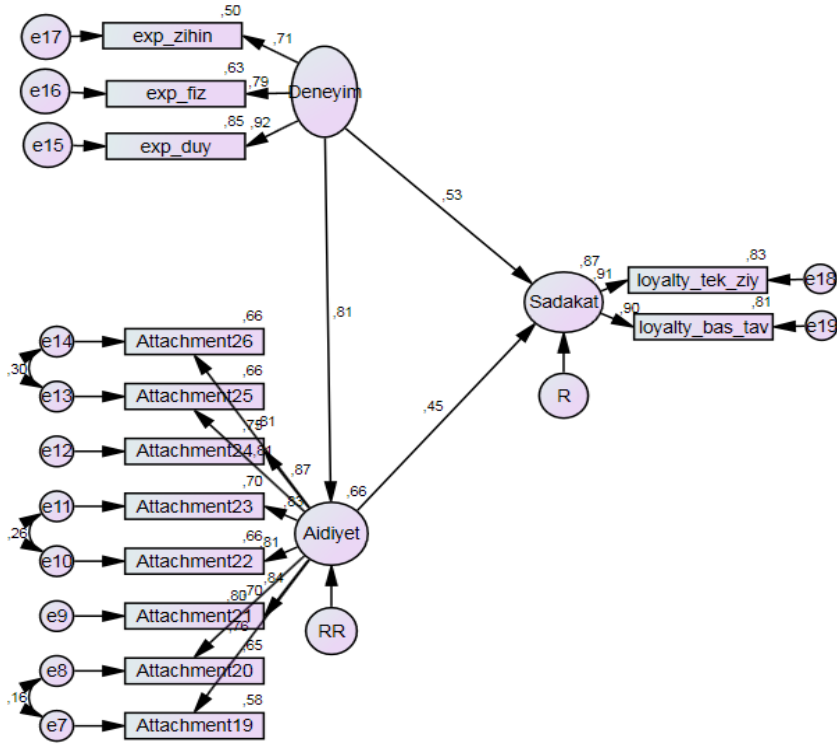 ,50
e17 exp_zihin ,71
,63
e16 exp_fiz ,79 Deneyim
,85 ,92
e15 exp_duy
,53
,87 ,83
,91 loyalty_tek_ziy e18
Sadakat
,90 ,81
loyalty_bas_tav e19
,81
,66
e14 Attachment26
R
,30 ,66
e13 Attachment25
,45
,75 ,81
e12 Attachment24 ,81
,87
,70 ,83 ,66
e11 Attachment23
Aidiyet
,26 ,66 ,81
e10 Attachment22
,84
,80 ,70
e9 Attachment21
RR
,76
,65
e8 Attachment20
,16 ,58
e7 Attachment19